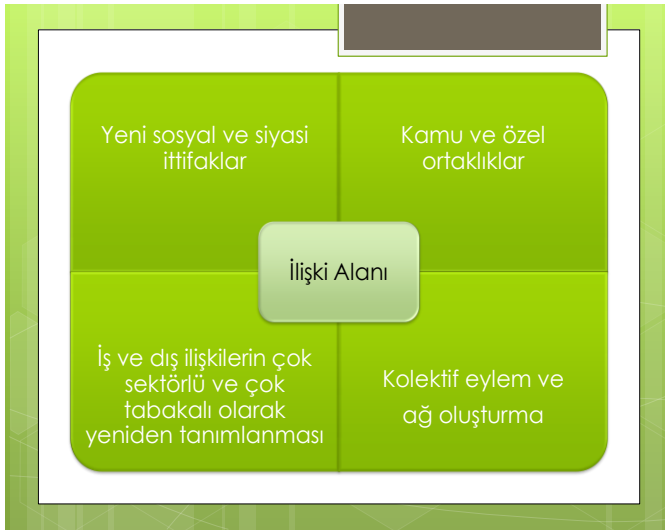 Yeni sosyal ve siyasi
ittifaklar
Kamu ve özel
ortaklıklar
İlişki Alanı
İş ve dış ilişkilerin çok
sektörlü ve çok
tabakalı olarak
yeniden tanımlanması
Kolektif eylem ve
ağ oluşturma